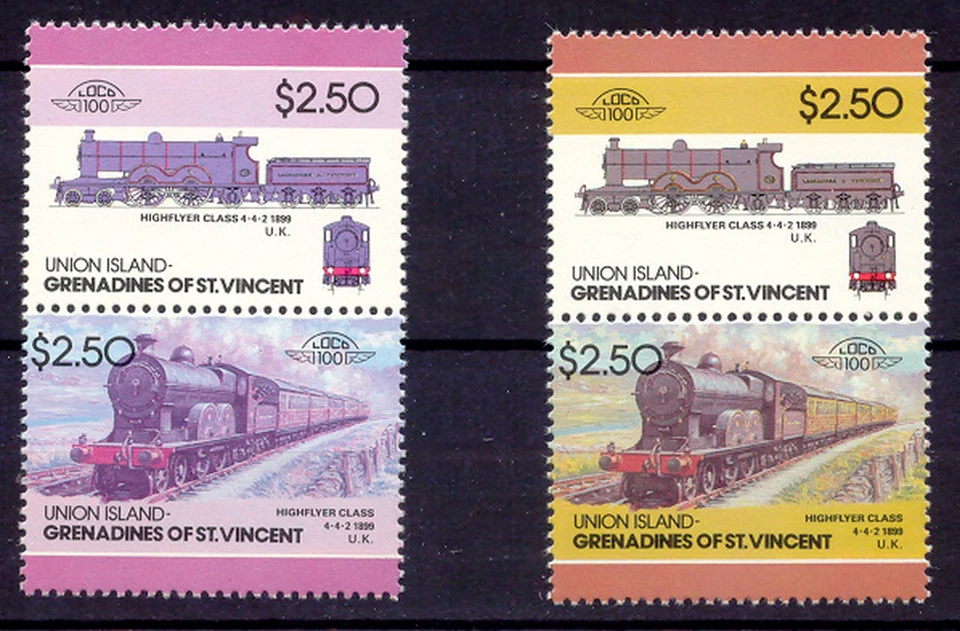 LOCO
100
$2.50
HIGHFLYER CLASS 4-4-2 1899
U.K.
UNION ISLAND-
GRENADINES OF ST. VINCENT
$2.50
LOCO
100
UNION ISLAND-
GRENADINES OF ST. VINCENT
HIGHFLYER CLASS
4-4-2 1899
U.K.
LOCO
100
$2.50
HIGHFLYER CLASS 4-4-2 1899
U.K.
UNION ISLAND-
GRENADINES OF ST. VINCENT
$2.50
LOCO
100
UNION ISLAND-
GRENADINES OF ST. VINCENT
HIGHFLYER CLASS
4-4-2 1899
U.K.